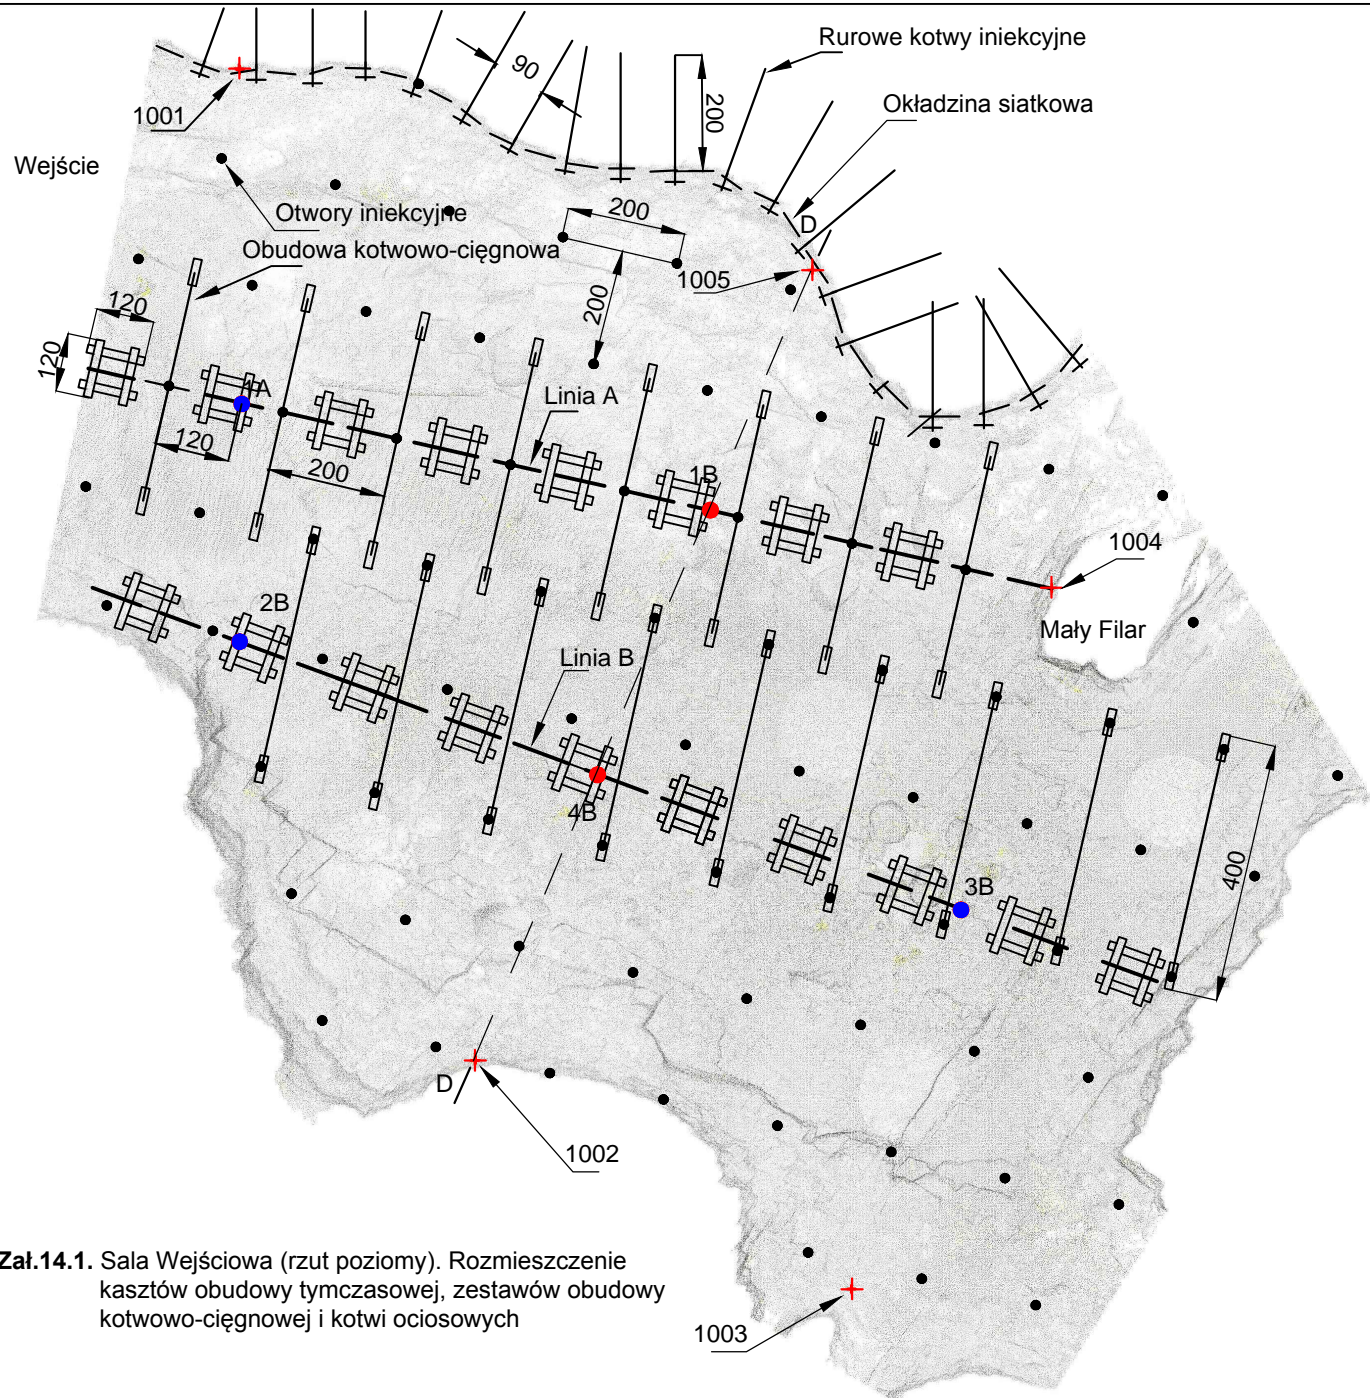 Rurowe kotwy iniekcyjne
90
200
Okładzina siatkowa
1001
Wejście
Otwory iniekcyjne
200
D
Obudowa kotwowo-cięgnowa
1005
200
120
120
1A
Linia A
120
200
1B
1004
2B
Mały Filar
Linia B
4B
3B
400
D
1002
Zał.14.1. Sala Wejściowa (rzut poziomy). Rozmieszczenie
kasztów obudowy tymczasowej, zestawów obudowy
kotwowo-cięgnowej i kotwi ociosowych
1003